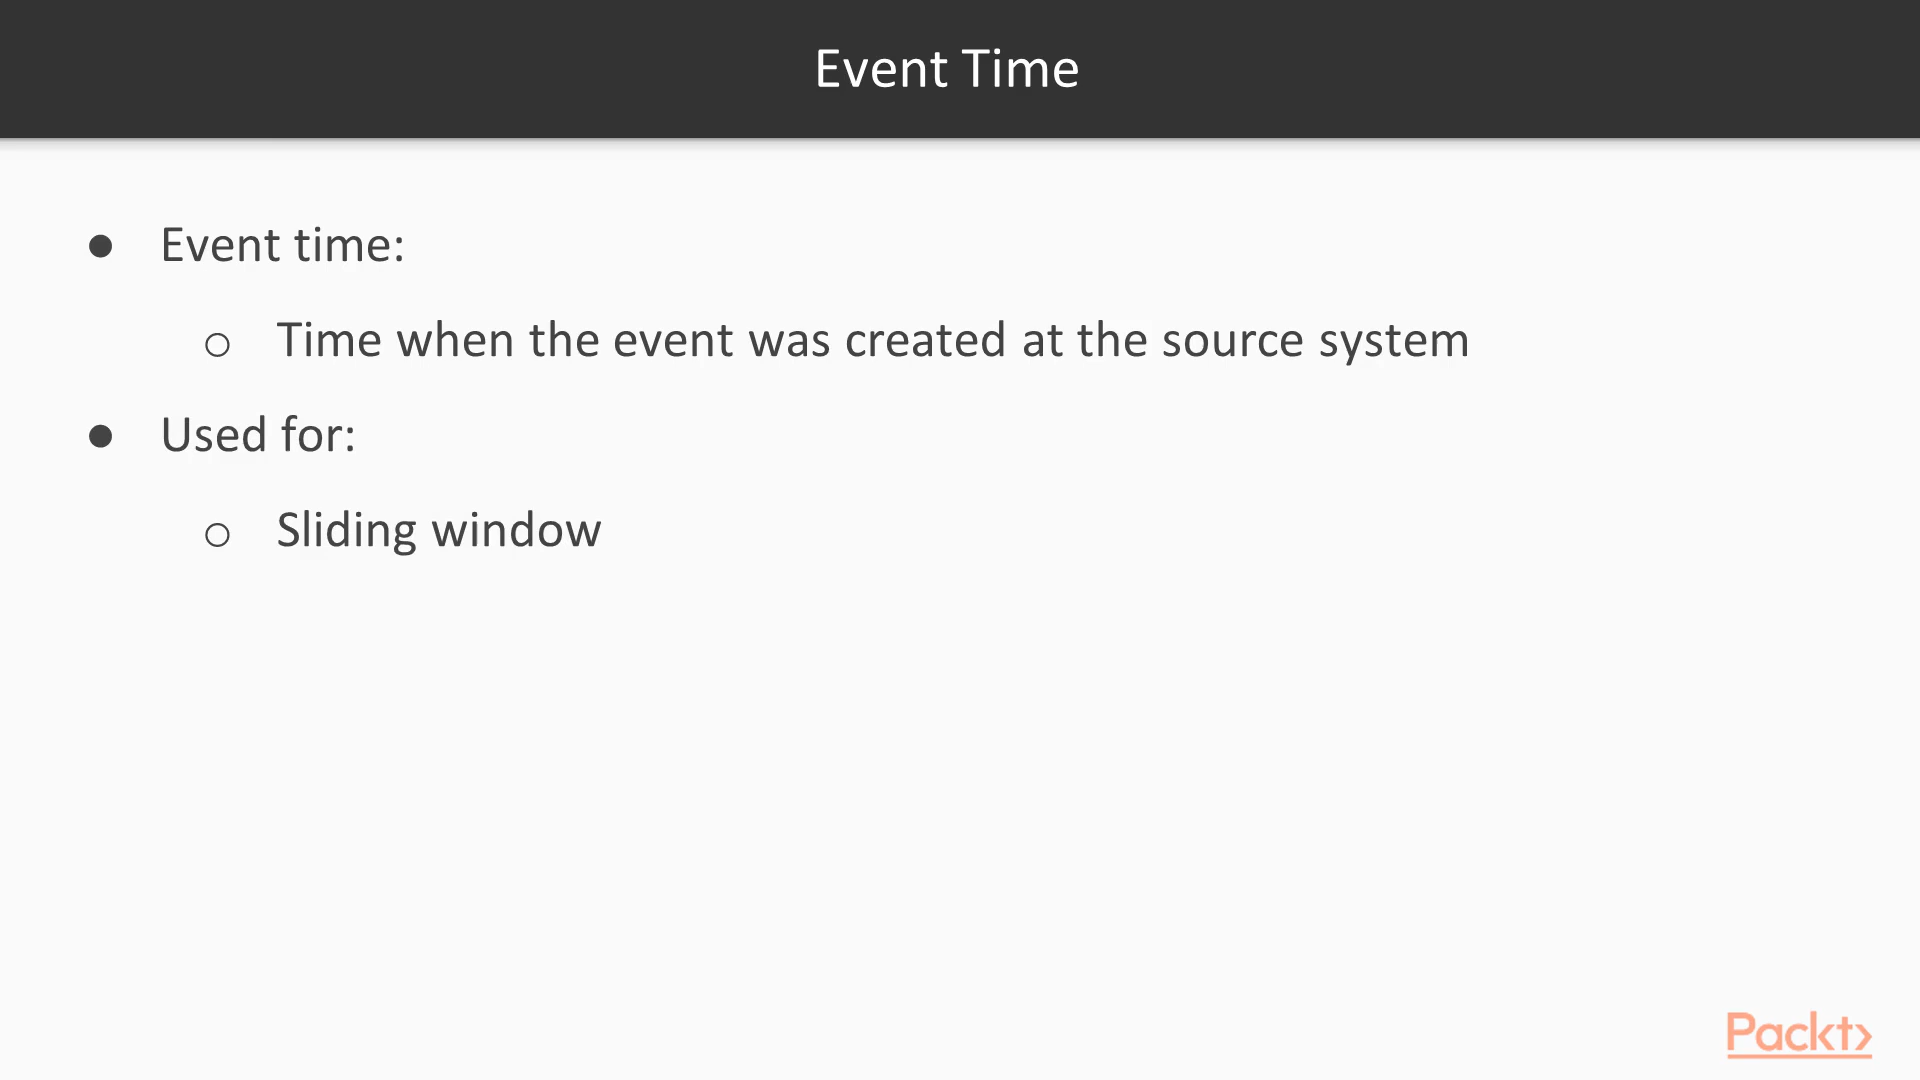 Event Time
● Event time:
○ Time when the event was created at the source system
● Used for:
○ Sliding window
Packt>